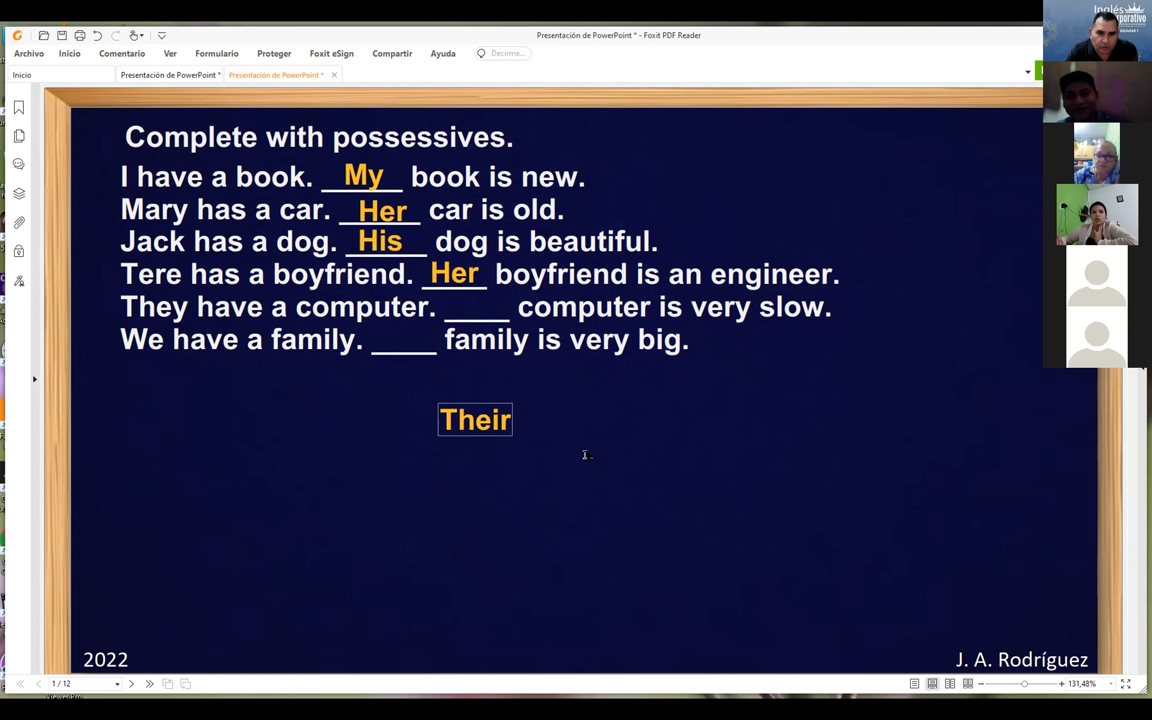 Presentación de PowerPoint * - Foxit PDF Reader
Archivo Inicio Comentario Ver Formulario Proteger Foxit eSign Compartir Ayuda Decirme...
Inicio Presentación de PowerPoint * Presentación de PowerPoint *
Inglés
corporativo
Complete with possessives.
I have a book. My book is new.
Mary has a car. Her car is old.
Jack has a dog. His dog is beautiful.
Tere has a boyfriend. Her boyfriend is an engineer.
They have a computer. ____ computer is very slow.
We have a family. ____ family is very big.
Their
2022 J. A. Rodríguez
1 / 12 131,48%